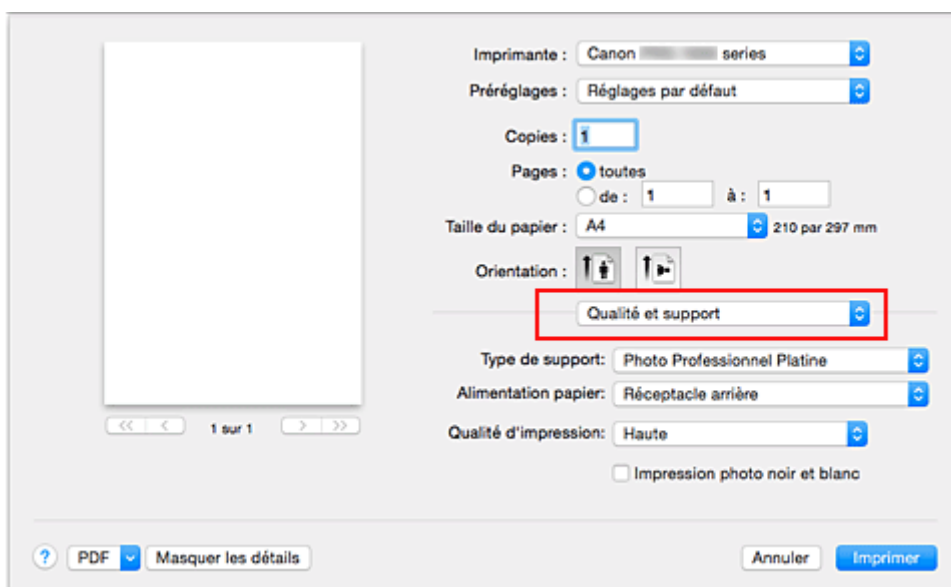 Imprimante : Canon series
Préréglages : Réglages par défaut
Copies : 1
Pages : toutes
de : 1 à : 1
Taille du papier : A4 210 par 297 mm
Orientation :
Qualité et support
Type de support: Photo Professionnel Platine
Alimentation papier: Réceptacle arrière
Qualité d'impression: Haute
Impression photo noir et blanc
<< < 1 sur 1 > >>
? PDF Masquer les détails Annuler Imprimer